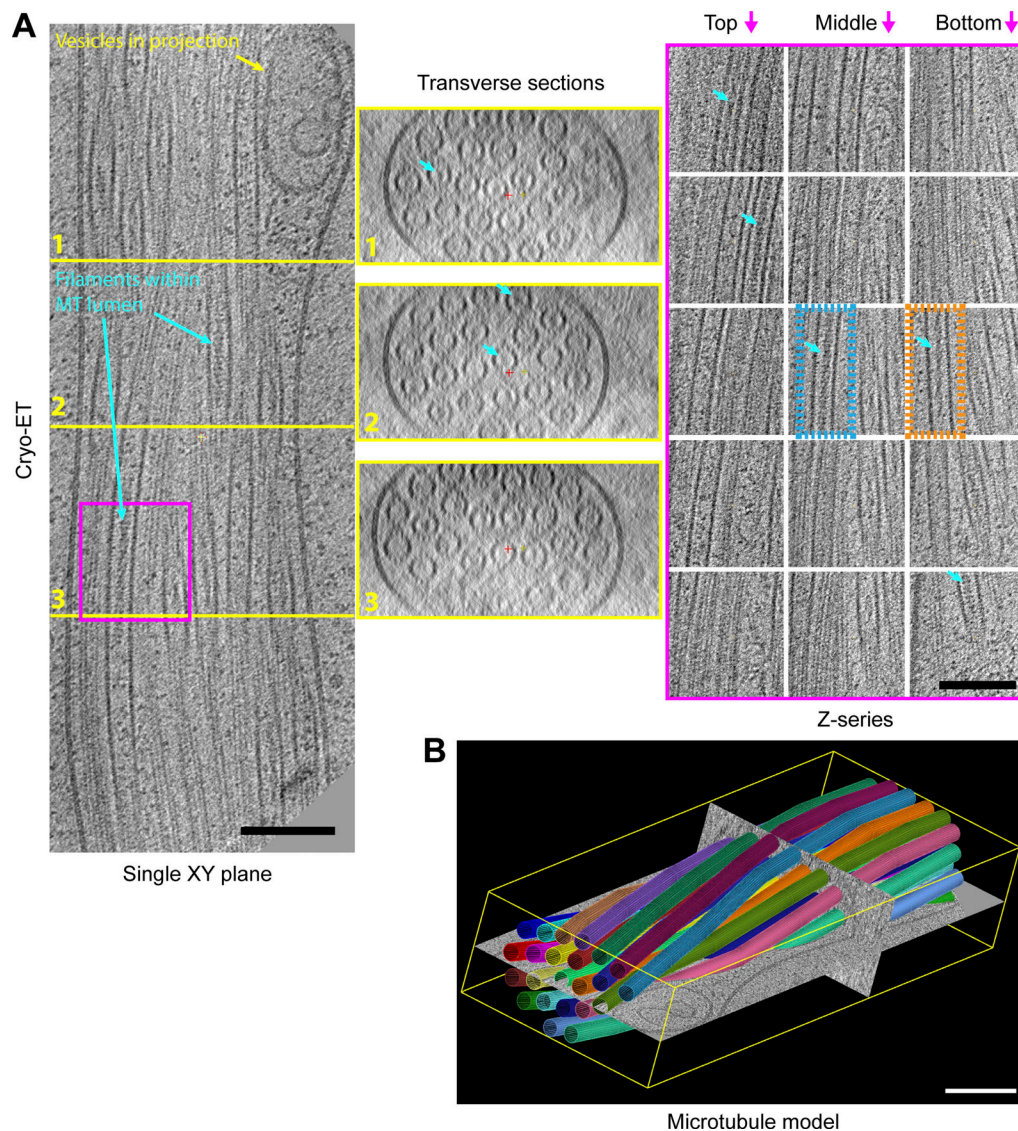 A
Vesicles in projection
1
Filaments within
MT lumen
2
3
Cryo-ET
Single XY plane
Transverse sections
1
2
3
Top Middle Bottom
Z-series
B
Microtubule model